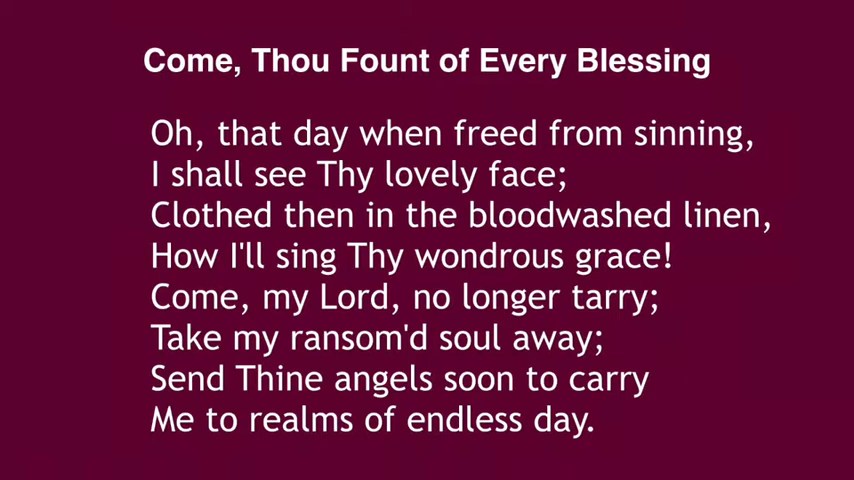 Come, Thou Fount of Every Blessing
Oh, that day when freed from sinning,
I shall see Thy lovely face;
Clothed then in the bloodwashed linen,
How I'll sing Thy wondrous grace!
Come, my Lord, no longer tarry;
Take my ransom'd soul away;
Send Thine angels soon to carry
Me to realms of endless day.